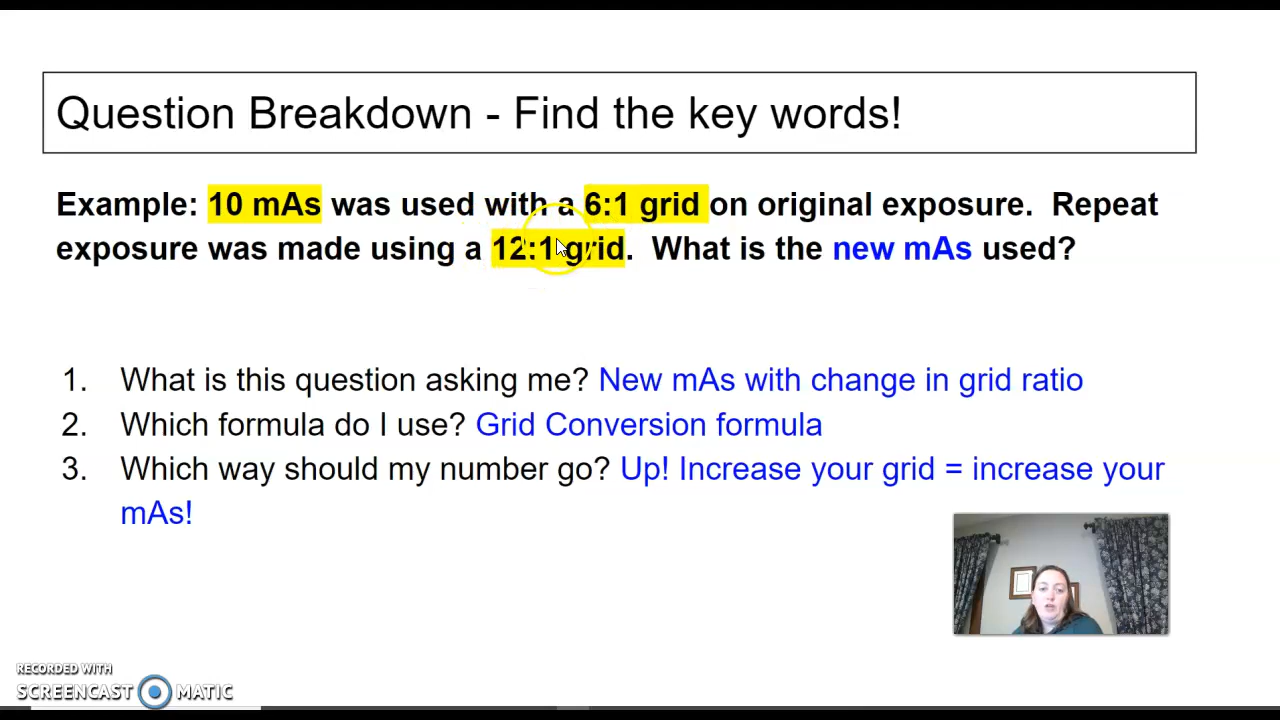 Question Breakdown - Find the key words!
Example: 10 mAs was used with a 6:1 grid on original exposure. Repeat
exposure was made using a 12:1 grid. What is the new mAs used?
1. What is this question asking me? New mAs with change in grid ratio
2. Which formula do I use? Grid Conversion formula
3. Which way should my number go? Up! Increase your grid = increase your
mAs!
RECORDED WITH
SCREENCAST MATIC